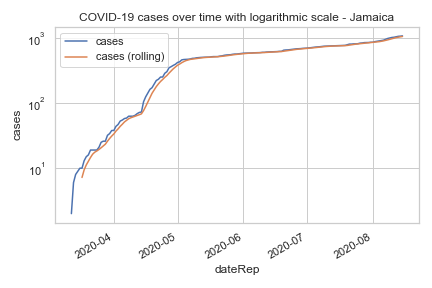 COVID-19 cases over time with logarithmic scale - Jamaica
cases
cases (rolling)
10³
10²
10¹
cases
2020-04
2020-05
2020-06
2020-07
2020-08
dateRep